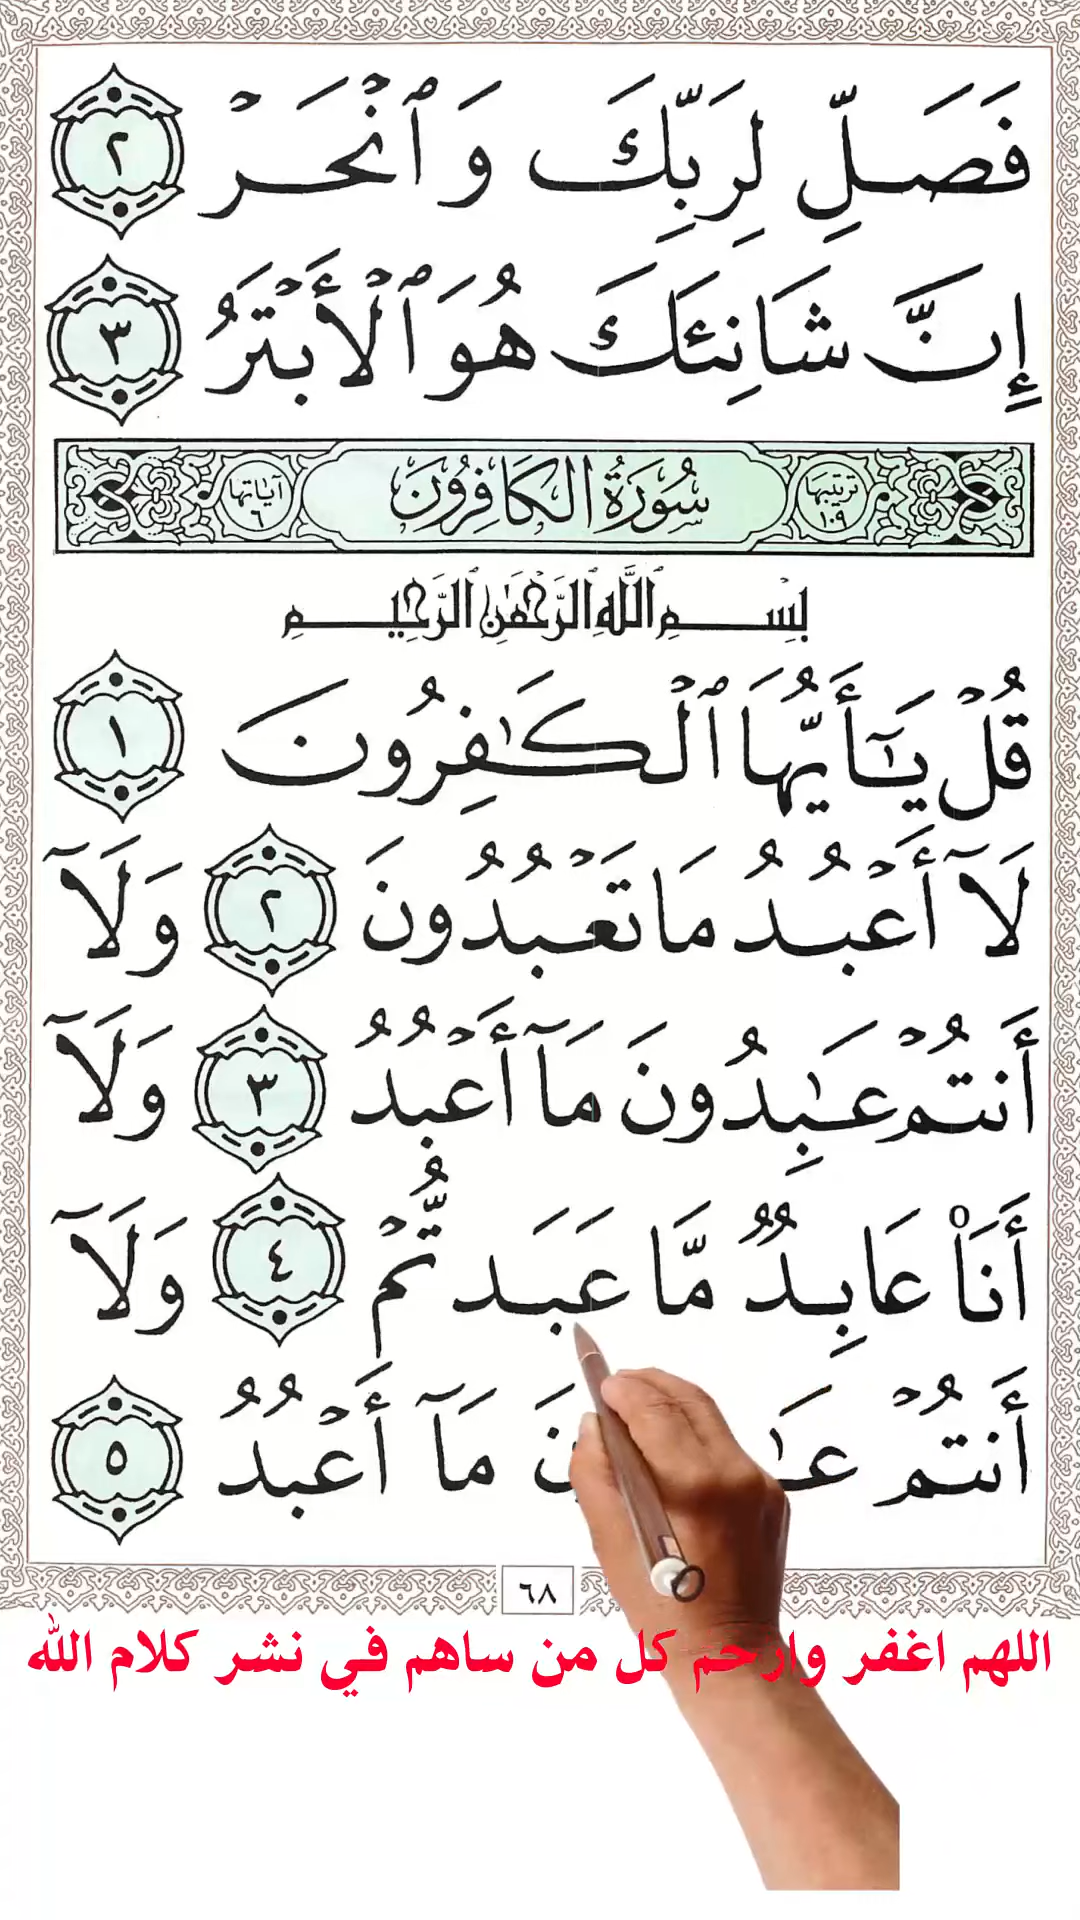 فَصَلِّ لِرَبِّكَ وَٱنْحَرْ ٢
إِنَّ شَانِئَكَ هُوَ ٱلْأَبْتَرُ ٣
ترتيبها ١٠٩ سُورَةُ الكَافِرُونَ آياتها ٦
بِسْمِ ٱللَّهِ ٱلرَّحْمَٰنِ ٱلرَّحِيمِ
قُلْ يَٰٓأَيُّهَا ٱلْكَٰفِرُونَ ١
لَآ أَعْبُدُ مَا تَعْبُدُونَ ٢ وَلَآ
أَنتُمْ عَٰبِدُونَ مَآ أَعْبُدُ ٣ وَلَآ
أَنَا۠ عَابِدٌ مَّا عَبَدتُّمْ ٤ وَلَآ
أَنتُمْ مَآ أَعْبُدُ ٥
٦٨
اللهم اغفر وارحم كل من ساهم في نشر كلام الله